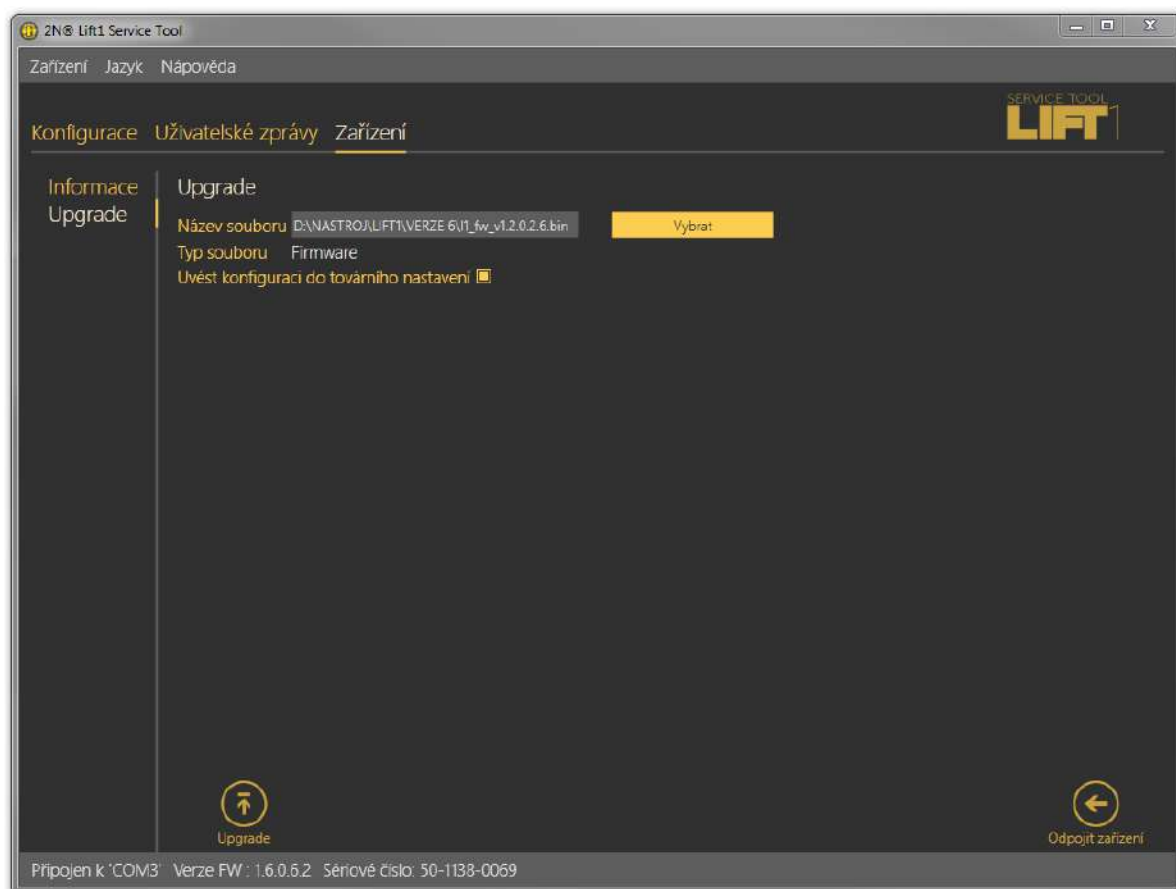 2N® Lift1 Service Tool
Zařízení Jazyk Nápověda
SERVICE TOOL
LIFT1
Konfigurace Uživatelské zprávy Zařízení
Informace
Upgrade
Upgrade
Název souboru D:\NASTROJ\LIFT1\VERZE 6\l1_fw_v1.2.0.2.6.bin Vybrat
Typ souboru Firmware
Uvést konfiguraci do továrního nastavení
Upgrade
Odpojit zařízení
Připojen k 'COM3' Verze FW : 1.6.0.6.2 Sériové číslo: 50-1138-0069